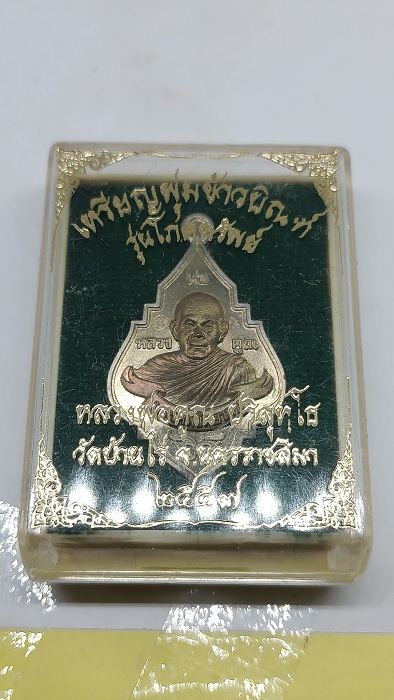 เหรียญพุ่มข้าวบิณฑ์
รุ่นโภคทรัพย์
พ่อ
หลวง คูณ
หลวงพ่อคูณ ปริสุทฺโธ
วัดบ้านไร่ จ.นครราชสีมา
๒๕๕๗